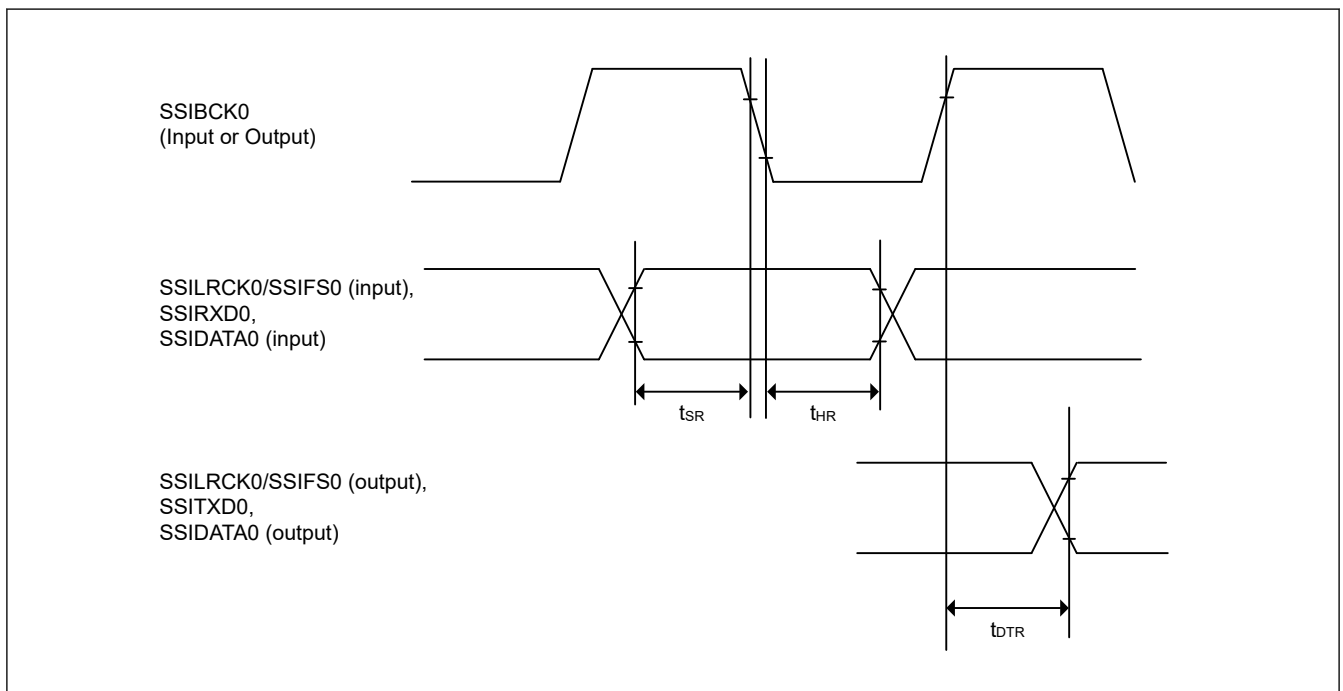 SSIBCK0
(Input or Output)
SSILRCK0/SSIFS0 (input),
SSIRXD0,
SSIDATA0 (input)
tSR
tHR
SSILRCK0/SSIFS0 (output),
SSITXD0,
SSIDATA0 (output)
tDTR